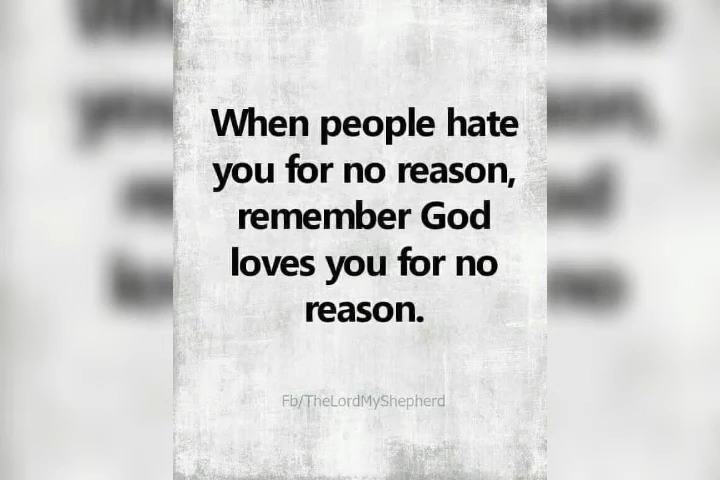 When people hate
you for no reason,
remember God
loves you for no
reason.
Fb/TheLordMyShepherd